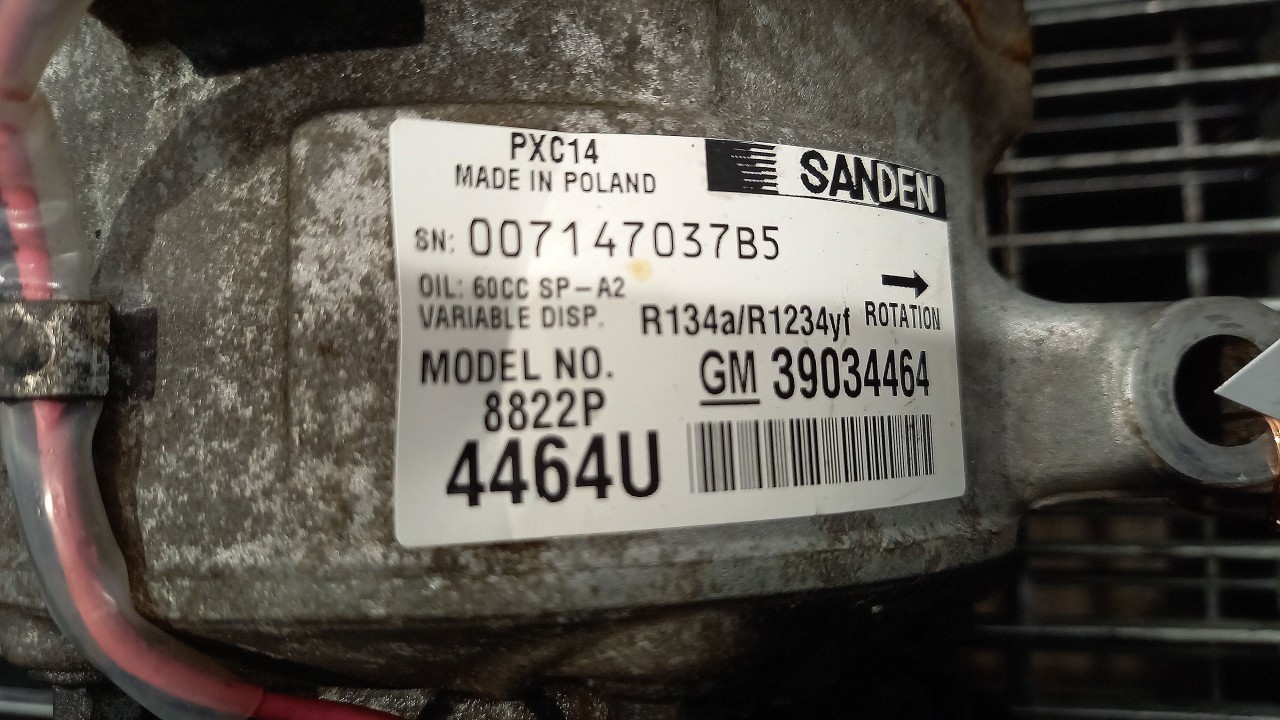 PXC14
MADE IN POLAND
SANDEN
SN: 007147037B5
OIL: 60CC SP-A2
VARIABLE DISP.
R134a/R1234yf
ROTATION
MODEL NO.
8822P
GM 39034464
4464U